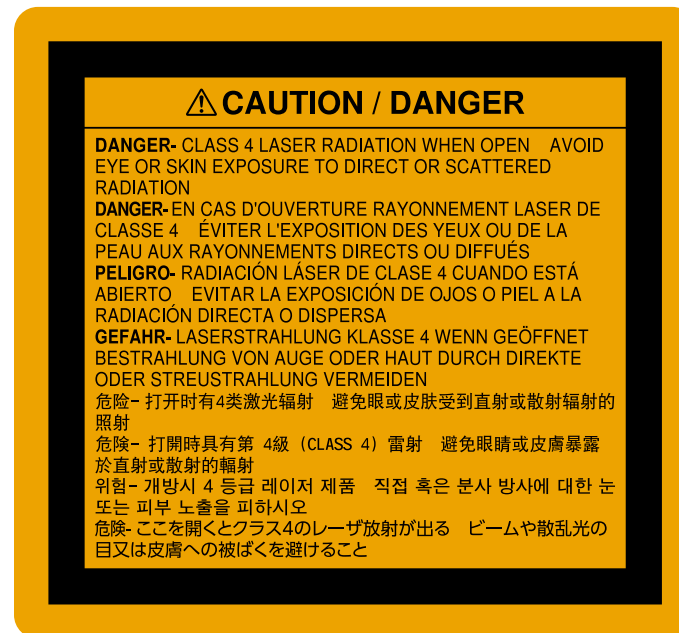 ⚠ CAUTION / DANGER
DANGER- CLASS 4 LASER RADIATION WHEN OPEN AVOID
EYE OR SKIN EXPOSURE TO DIRECT OR SCATTERED
RADIATION
DANGER- EN CAS D'OUVERTURE RAYONNEMENT LASER DE
CLASSE 4 ÉVITER L'EXPOSITION DES YEUX OU DE LA
PEAU AUX RAYONNEMENTS DIRECTS OU DIFFUÉS
PELIGRO- RADIACIÓN LÁSER DE CLASE 4 CUANDO ESTÁ
ABIERTO EVITAR LA EXPOSICIÓN DE OJOS O PIEL A LA
RADIACIÓN DIRECTA O DISPERSA
GEFAHR- LASERSTRAHLUNG KLASSE 4 WENN GEÖFFNET
BESTRAHLUNG VON AUGE ODER HAUT DURCH DIREKTE
ODER STREUSTRAHLUNG VERMEIDEN
危险- 打开时有4类激光辐射 避免眼或皮肤受到直射或散射辐射的
照射
危険- 打開時具有第 4級 (CLASS 4) 雷射 避免眼睛或皮膚暴露
於直射或散射的輻射
위험- 개방시 4 등급 레이저 제품 직접 혹은 분사 방사에 대한 눈
또는 피부 노출을 피하시오
危険- ここを開くとクラス4のレーザ放射が出る ビームや散乱光の
目又は皮膚への被ばくを避けること